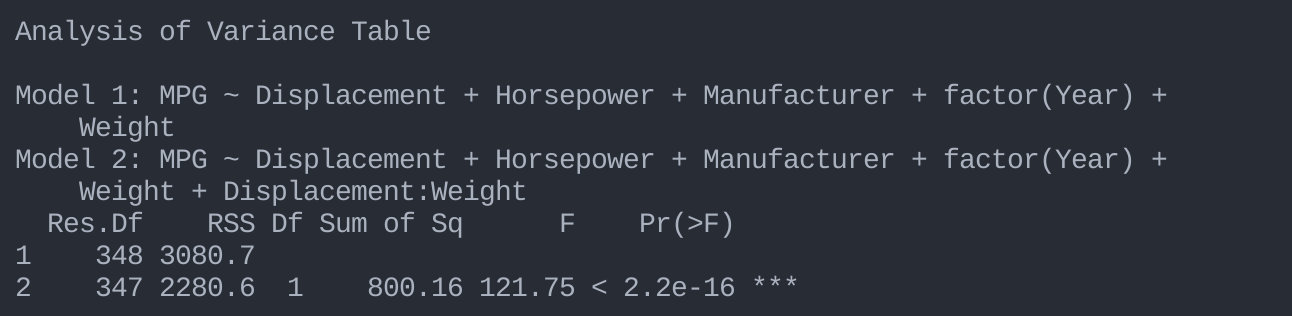 Analysis of Variance Table
Model 1: MPG ~ Displacement + Horsepower + Manufacturer + factor(Year) +
    Weight
Model 2: MPG ~ Displacement + Horsepower + Manufacturer + factor(Year) +
    Weight + Displacement:Weight
  Res.Df    RSS Df Sum of Sq      F    Pr(>F)
1    348 3080.7
2    347 2280.6  1    800.16 121.75 < 2.2e-16 ***